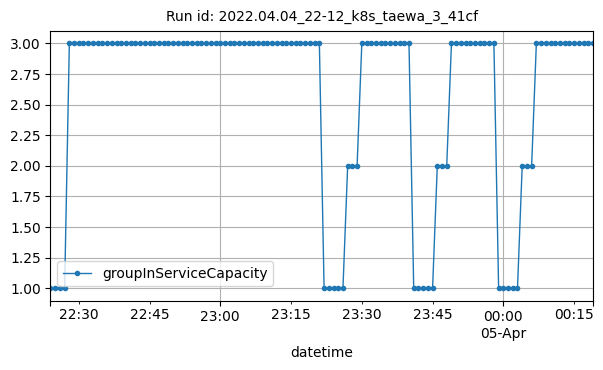 Run id: 2022.04.04_22-12_k8s_taewa_3_41cf
3.00
2.75
2.50
2.25
2.00
1.75
1.50
1.25
1.00
groupInServiceCapacity
22:30 22:45 23:00 23:15 23:30 23:45 00:00 00:15
05-Apr
datetime